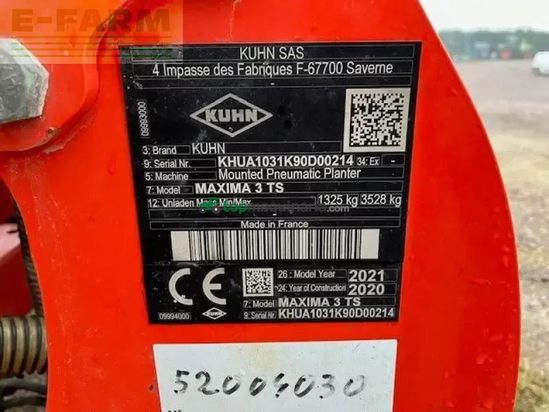 E-FARM
KUHN SAS
4 Impasse des Fabriques F-67700 Saverne
09993000
KUHN
3: Brand KUHN
9: Serial Nr. KHUA1031K90D00214 34: Ex -
5: Machine Mounted Pneumatic Planter
7: Model MAXIMA 3 TS
12: Unladen Mass Min/Max 1325 kg 3528 kg
Made in France
CE
26: Model Year 2021
24: Year of Construction 2020
7: Model MAXIMA 3 TS
09994000 KUHN 9: Serial Nr. KHUA1031K90D00214
52004030